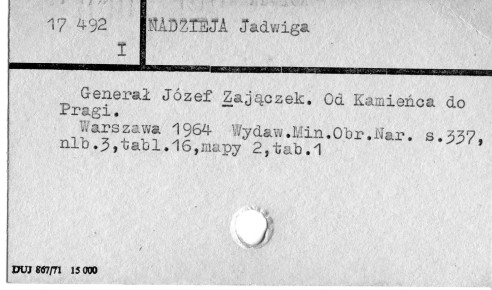 17 492 NADZIEJA Jadwiga
I
Generał Józef Zajączek. Od Kamieńca do
Pragi.
Warszawa 1964 Wydaw.Min.Obr.Nar. s.337,
nlb.3,tabl.16,mapy 2,tab.1
DUJ 867/71 15 000